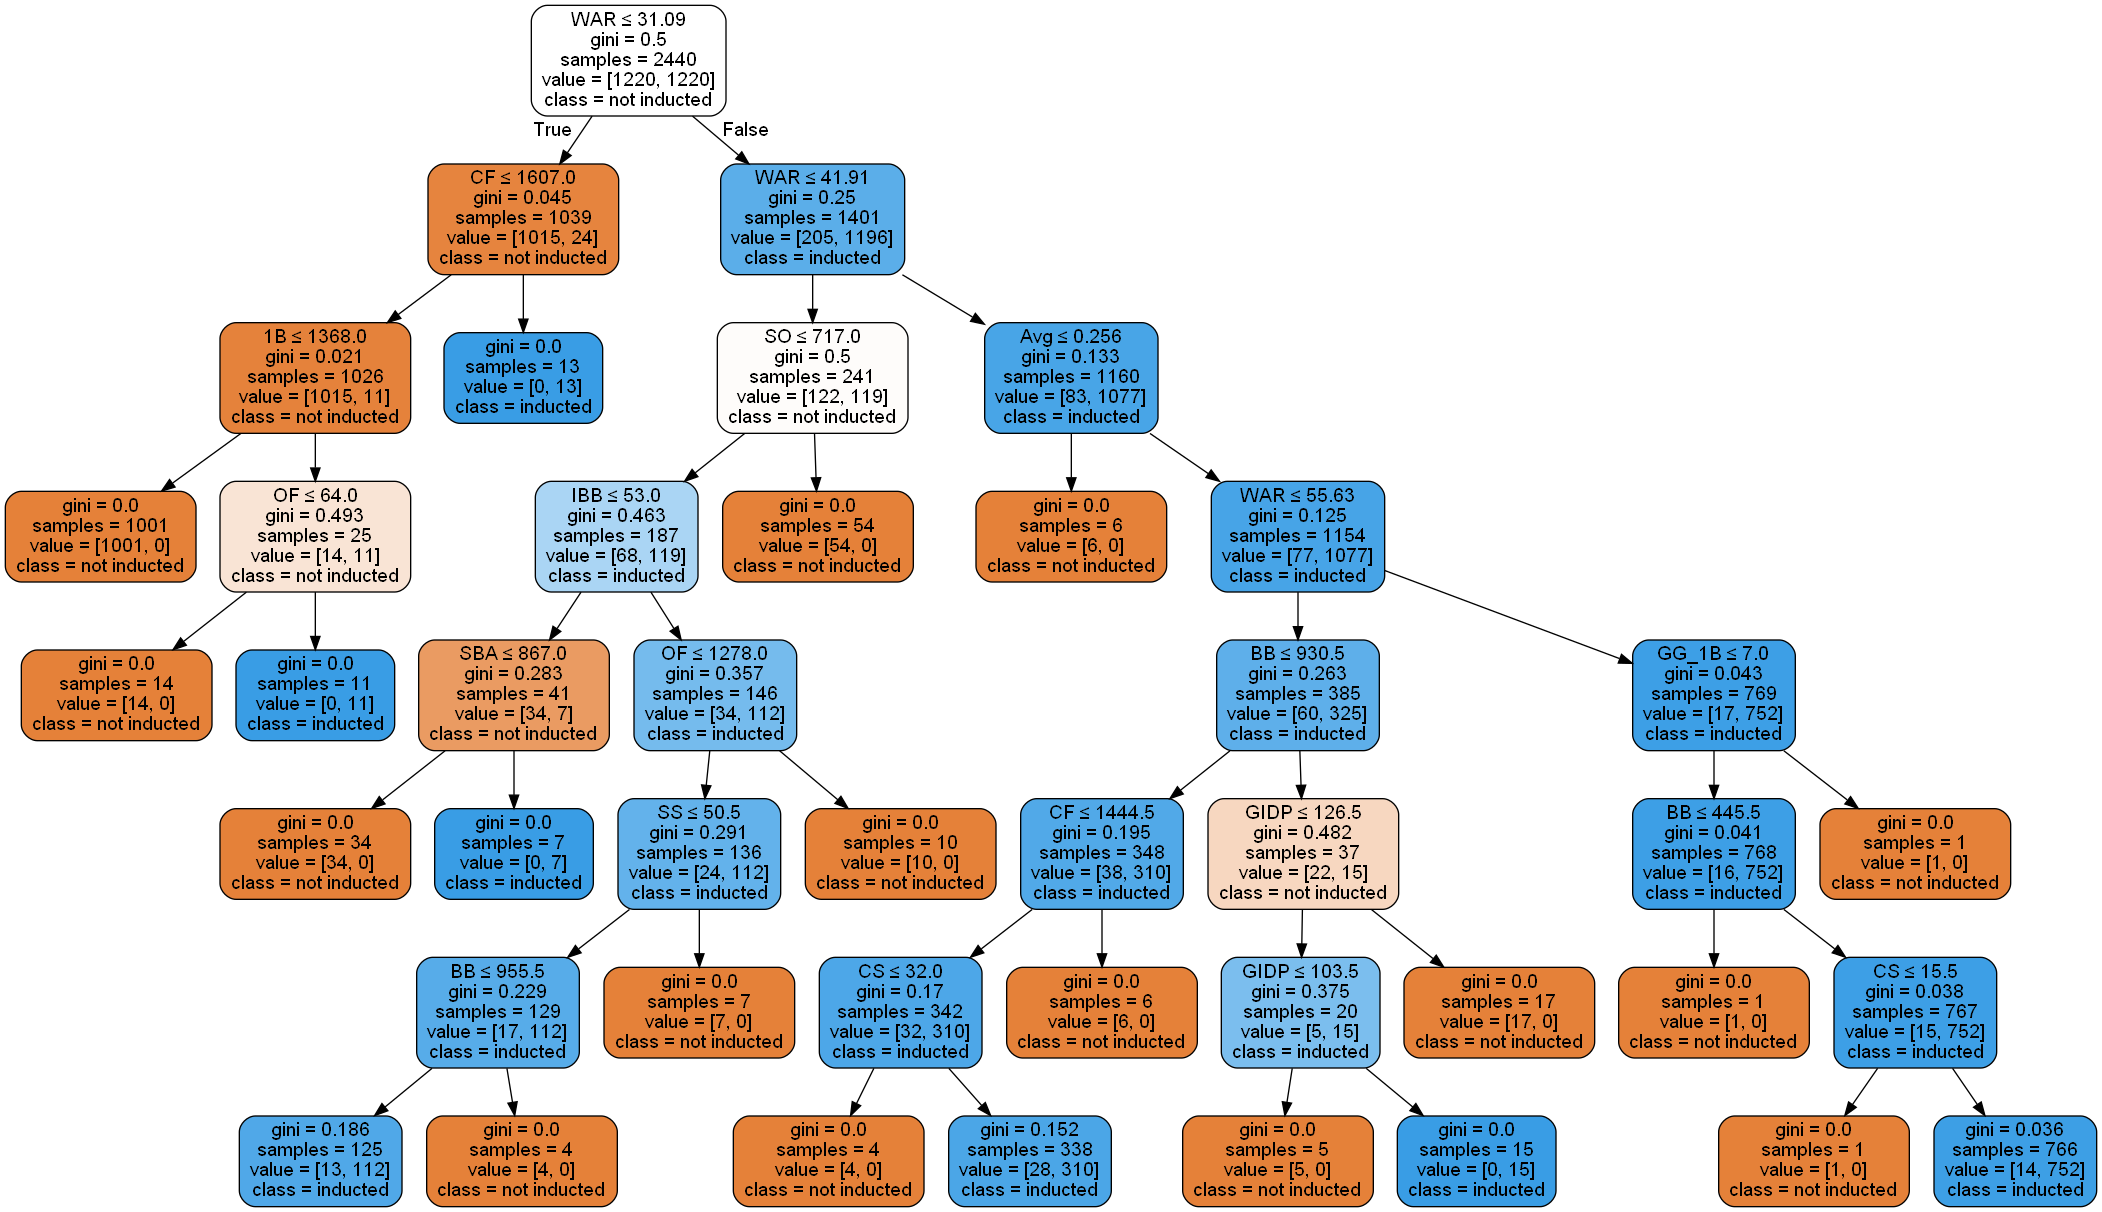 WAR ≤ 31.09
gini = 0.5
samples = 2440
value = [1220, 1220]
class = not inducted
True
False
CF ≤ 1607.0
gini = 0.045
samples = 1039
value = [1015, 24]
class = not inducted
WAR ≤ 41.91
gini = 0.25
samples = 1401
value = [205, 1196]
class = inducted
1B ≤ 1368.0
gini = 0.021
samples = 1026
value = [1015, 11]
class = not inducted
gini = 0.0
samples = 13
value = [0, 13]
class = inducted
SO ≤ 717.0
gini = 0.5
samples = 241
value = [122, 119]
class = not inducted
Avg ≤ 0.256
gini = 0.133
samples = 1160
value = [83, 1077]
class = inducted
gini = 0.0
samples = 1001
value = [1001, 0]
class = not inducted
OF ≤ 64.0
gini = 0.493
samples = 25
value = [14, 11]
class = not inducted
IBB ≤ 53.0
gini = 0.463
samples = 187
value = [68, 119]
class = inducted
gini = 0.0
samples = 54
value = [54, 0]
class = not inducted
gini = 0.0
samples = 6
value = [6, 0]
class = not inducted
WAR ≤ 55.63
gini = 0.125
samples = 1154
value = [77, 1077]
class = inducted
gini = 0.0
samples = 14
value = [14, 0]
class = not inducted
gini = 0.0
samples = 11
value = [0, 11]
class = inducted
SBA ≤ 867.0
gini = 0.283
samples = 41
value = [34, 7]
class = not inducted
OF ≤ 1278.0
gini = 0.357
samples = 146
value = [34, 112]
class = inducted
BB ≤ 930.5
gini = 0.263
samples = 385
value = [60, 325]
class = inducted
GG_1B ≤ 7.0
gini = 0.043
samples = 769
value = [17, 752]
class = inducted
gini = 0.0
samples = 34
value = [34, 0]
class = not inducted
gini = 0.0
samples = 7
value = [0, 7]
class = inducted
SS ≤ 50.5
gini = 0.291
samples = 136
value = [24, 112]
class = inducted
gini = 0.0
samples = 10
value = [10, 0]
class = not inducted
CF ≤ 1444.5
gini = 0.195
samples = 348
value = [38, 310]
class = inducted
GIDP ≤ 126.5
gini = 0.482
samples = 37
value = [22, 15]
class = not inducted
BB ≤ 445.5
gini = 0.041
samples = 768
value = [16, 752]
class = inducted
gini = 0.0
samples = 1
value = [1, 0]
class = not inducted
BB ≤ 955.5
gini = 0.229
samples = 129
value = [17, 112]
class = inducted
gini = 0.0
samples = 7
value = [7, 0]
class = not inducted
CS ≤ 32.0
gini = 0.17
samples = 342
value = [32, 310]
class = inducted
gini = 0.0
samples = 6
value = [6, 0]
class = not inducted
GIDP ≤ 103.5
gini = 0.375
samples = 20
value = [5, 15]
class = inducted
gini = 0.0
samples = 17
value = [17, 0]
class = not inducted
gini = 0.0
samples = 1
value = [1, 0]
class = not inducted
CS ≤ 15.5
gini = 0.038
samples = 767
value = [15, 752]
class = inducted
gini = 0.186
samples = 125
value = [13, 112]
class = inducted
gini = 0.0
samples = 4
value = [4, 0]
class = not inducted
gini = 0.0
samples = 4
value = [4, 0]
class = not inducted
gini = 0.152
samples = 338
value = [28, 310]
class = inducted
gini = 0.0
samples = 5
value = [5, 0]
class = not inducted
gini = 0.0
samples = 15
value = [0, 15]
class = inducted
gini = 0.0
samples = 1
value = [1, 0]
class = not inducted
gini = 0.036
samples = 766
value = [14, 752]
class = inducted